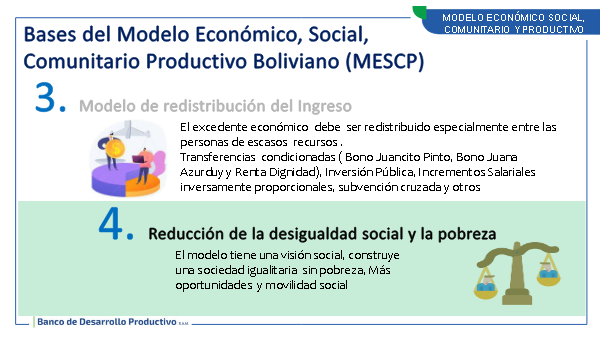 MODELO ECONÓMICO SOCIAL,
COMUNITARIO Y PRODUCTIVO
Bases del Modelo Económico, Social,
Comunitario Productivo Boliviano (MESCP)
3. Modelo de redistribución del Ingreso
El excedente económico debe ser redistribuido especialmente entre las
personas de escasos recursos .
Transferencias condicionadas ( Bono Juancito Pinto, Bono Juana
Azurduy y Renta Dignidad), Inversión Pública, Incrementos Salariales
inversamente proporcionales, subvención cruzada y otros
4. Reducción de la desigualdad social y la pobreza
El modelo tiene una visión social, construye
una sociedad igualitaria sin pobreza, Más
oportunidades y movilidad social
Banco de Desarrollo Productivo S.A.M